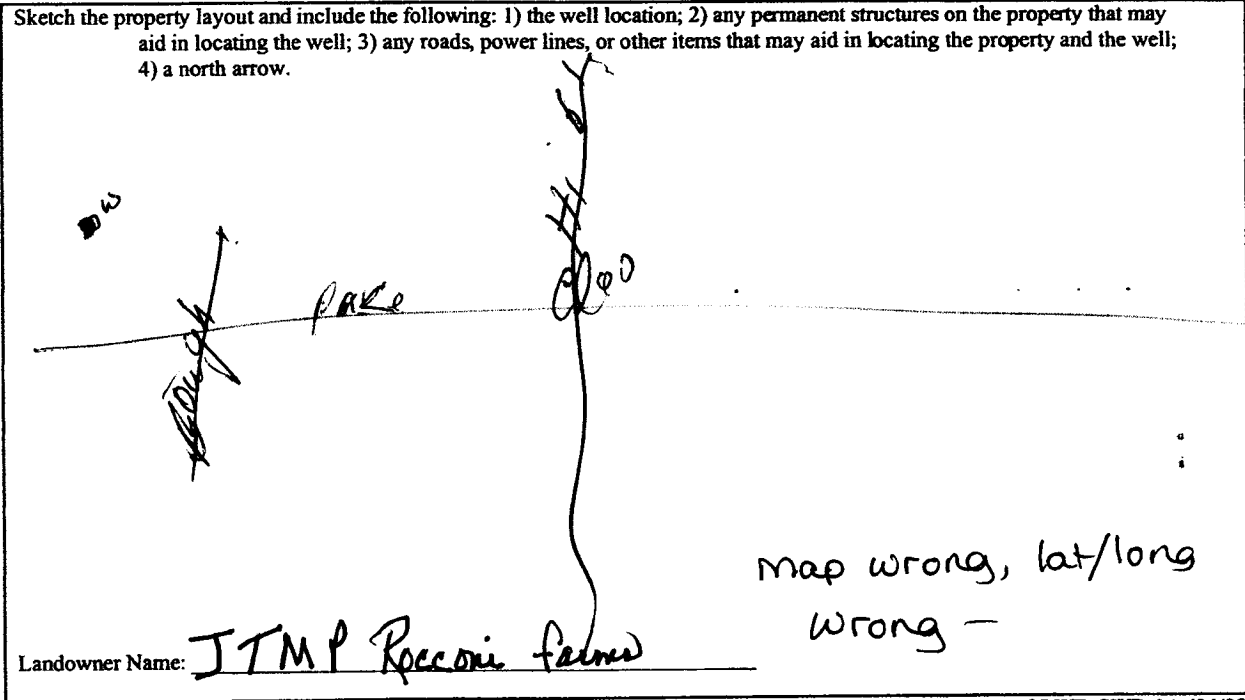 Sketch the property layout and include the following: 1) the well location; 2) any permanent structures on the property that may
aid in locating the well; 3) any roads, power lines, or other items that may aid in locating the property and the well;
4) a north arrow.
W
Hwy
Cleo
Park
map wrong, lat/long
wrong –
Landowner Name: JTMP Rocconi farms